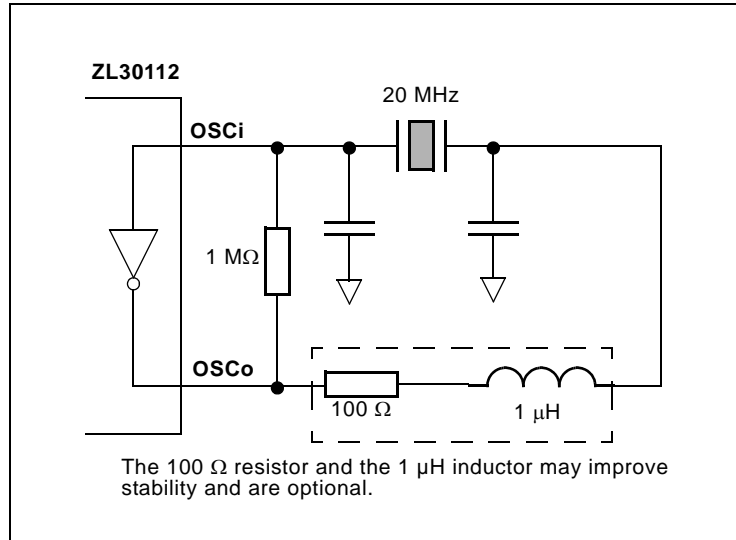 ZL30112
20 MHz
OSCi
1 MΩ
OSCo
100 Ω
1 µH
The 100 Ω resistor and the 1 µH inductor may improve
stability and are optional.